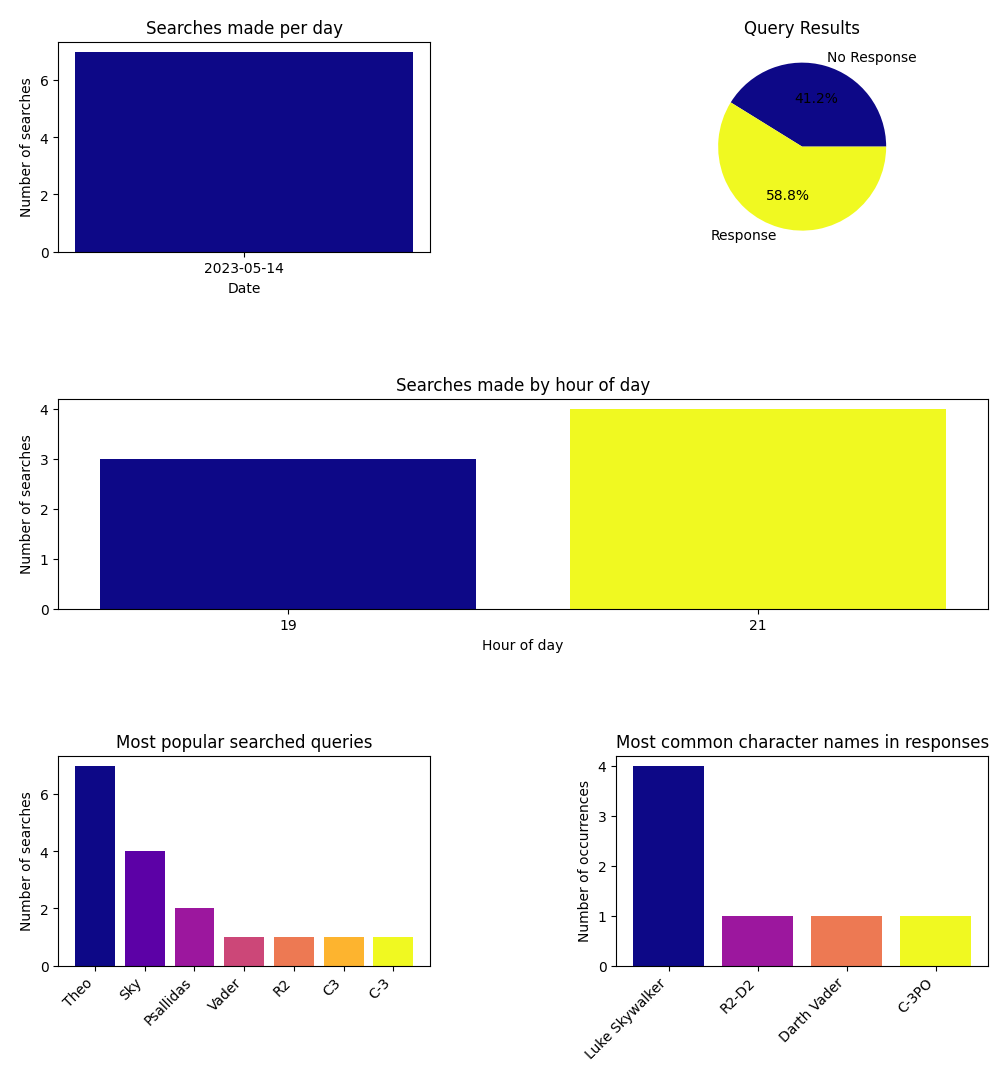 Searches made per day
Number of searches
6
4
2
0
2023-05-14
Date
Query Results
No Response
41.2%
58.8%
Response
Searches made by hour of day
Number of searches
4
3
2
1
0
19
21
Hour of day
Most popular searched queries
Number of searches
6
4
2
0
Theo
Sky
Psallidas
Vader
R2
C3
C-3
Most common character names in responses
Number of occurrences
4
3
2
1
0
Luke Skywalker
R2-D2
Darth Vader
C-3PO